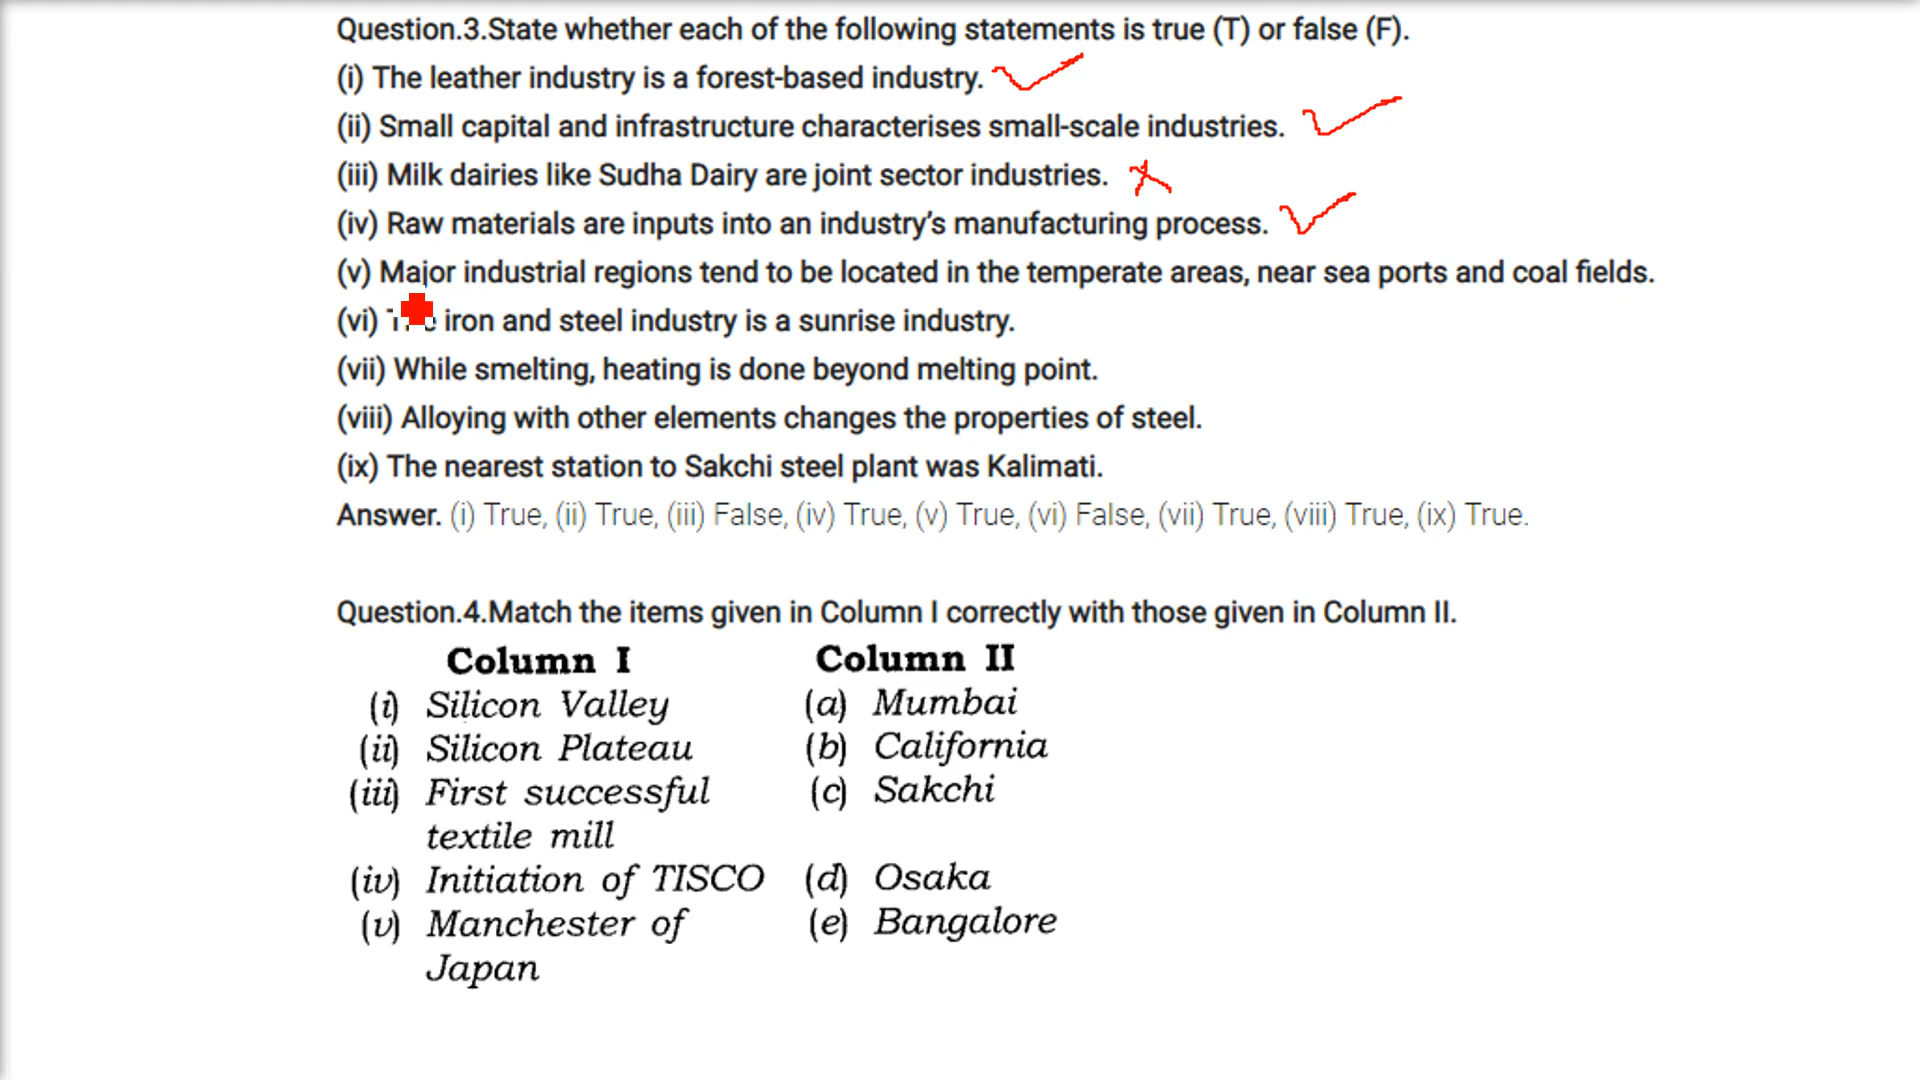 Question.3.State whether each of the following statements is true (T) or false (F).
(i) The leather industry is a forest-based industry.
(ii) Small capital and infrastructure characterises small-scale industries.
(iii) Milk dairies like Sudha Dairy are joint sector industries.
(iv) Raw materials are inputs into an industry’s manufacturing process.
(v) Major industrial regions tend to be located in the temperate areas, near sea ports and coal fields.
(vi) iron and steel industry is a sunrise industry.
(vii) While smelting, heating is done beyond melting point.
(viii) Alloying with other elements changes the properties of steel.
(ix) The nearest station to Sakchi steel plant was Kalimati.
Answer. (i) True, (ii) True, (iii) False, (iv) True, (v) True, (vi) False, (vii) True, (viii) True, (ix) True.
Question.4.Match the items given in Column I correctly with those given in Column II.
Column I Column II
(i) Silicon Valley (a) Mumbai
(ii) Silicon Plateau (b) California
(iii) First successful (c) Sakchi
textile mill
(iv) Initiation of TISCO (d) Osaka
(v) Manchester of (e) Bangalore
Japan